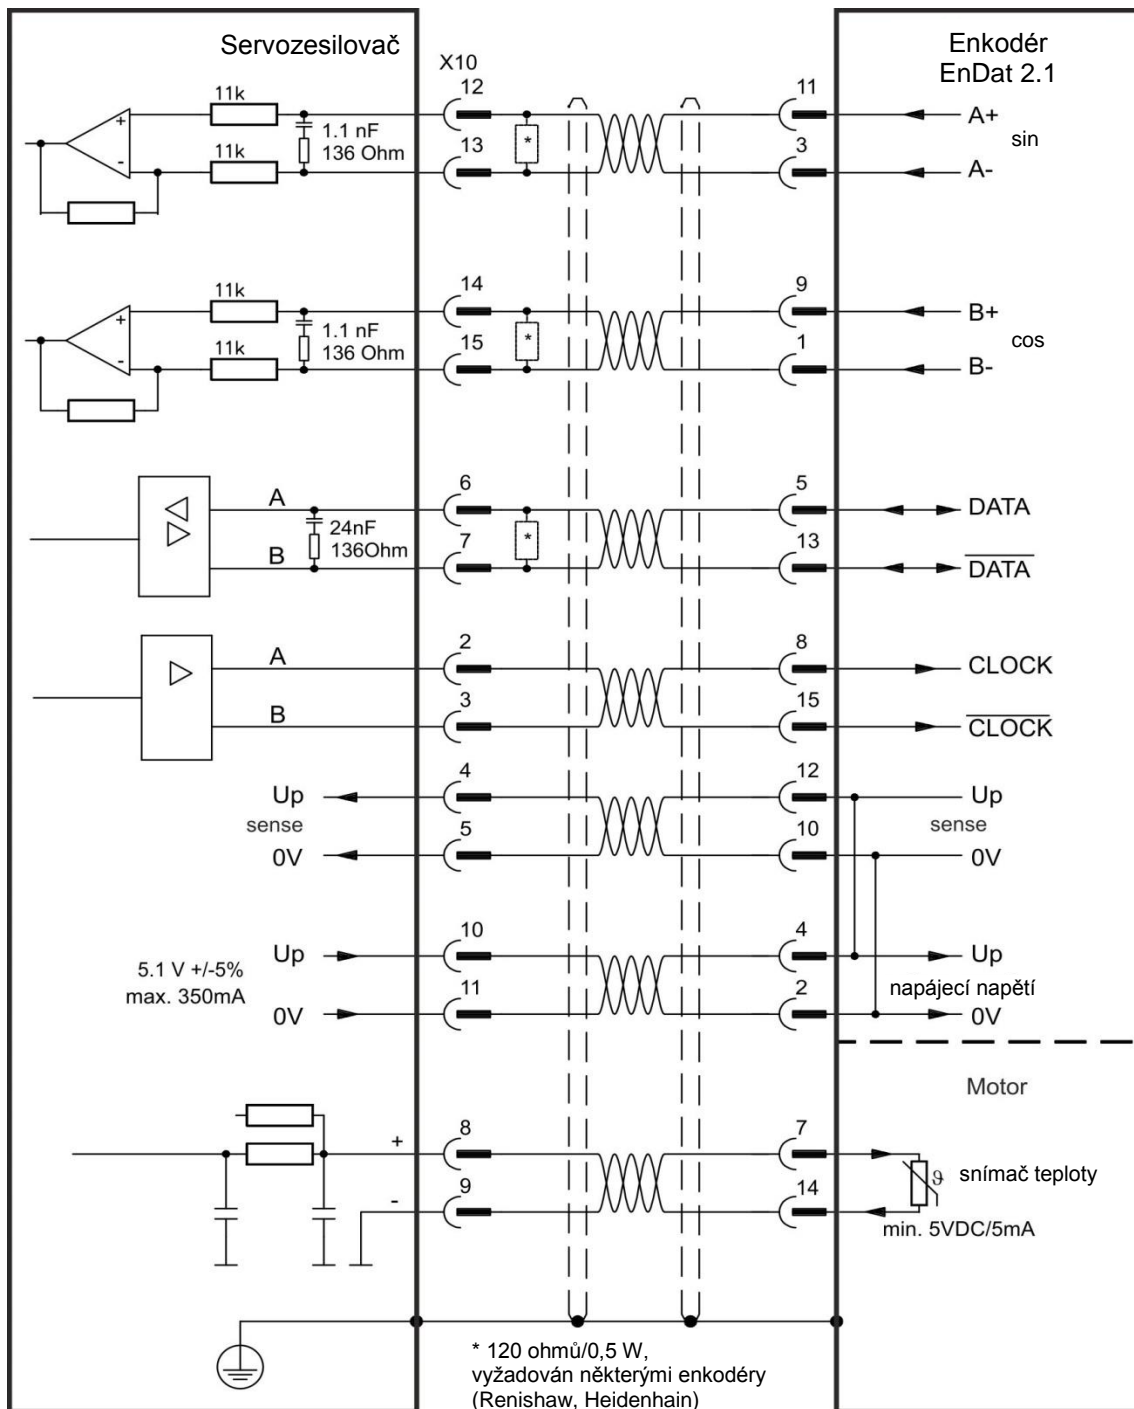 Servozesilovač
X10
Enkodér
EnDat 2.1
11k
12
11
A+
+
1.1 nF
*
sin
11k
136 Ohm
13
3
-
A-
11k
14
9
B+
+
1.1 nF
*
cos
11k
136 Ohm
15
1
-
B-
A
6
5
DATA
24nF
*
136Ohm
B
7
13
DATA
A
2
8
CLOCK
B
3
15
CLOCK
Up
4
12
Up
sense
sense
0V
5
10
0V
Up
10
4
Up
5.1 V +/-5%
max. 350mA
napájecí napětí
0V
11
2
0V
Motor
+
8
7
ϑ
snímač teploty
-
9
14
min. 5VDC/5mA
* 120 ohmů/0,5 W,
vyžadován některými enkodéry
(Renishaw, Heidenhain)